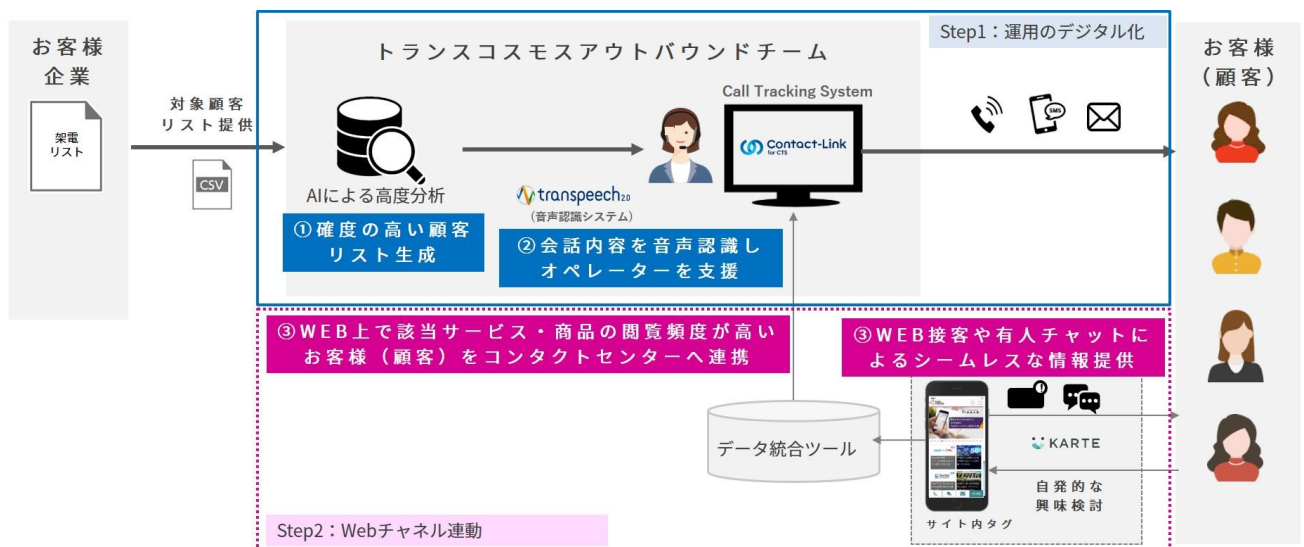 お客様
企業
架電
リスト
対象顧客
リスト提供
CSV
Step1：運用のデジタル化
トランスコスモスアウトバウンドチーム
AIによる高度分析
①確度の高い顧客
リスト生成
transpeech2.0
（音声認識システム）
②会話内容を音声認識し
オペレーターを支援
Call Tracking System
Contact-Link
for CTS
SMS
お客様
（顧客）
③WEB上で該当サービス・商品の閲覧頻度が高い
お客様（顧客）をコンタクトセンターへ連携
③WEB接客や有人チャットに
よるシームレスな情報提供
データ統合ツール
KARTE
自発的な
興味検討
サイト内タグ
Step2：Webチャネル連動